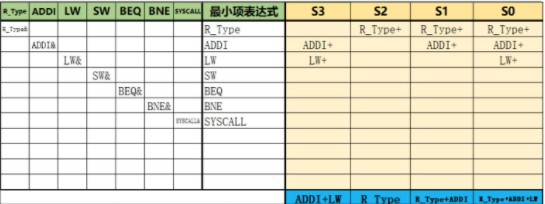 R_Type ADDI LW SW BEQ BNE SYSCALL 最小项表达式 S3 S2 S1 S0
R_Type& R_Type R_Type+ R_Type+ R_Type+
ADDI& ADDI ADDI+ ADDI+ ADDI+
LW& LW LW+ LW+
SW& SW
BEQ& BEQ
BNE& BNE
SYSCALL& SYSCALL
ADDI+LW R_Type R_Type+ADDI R_Type+ADDI+LW